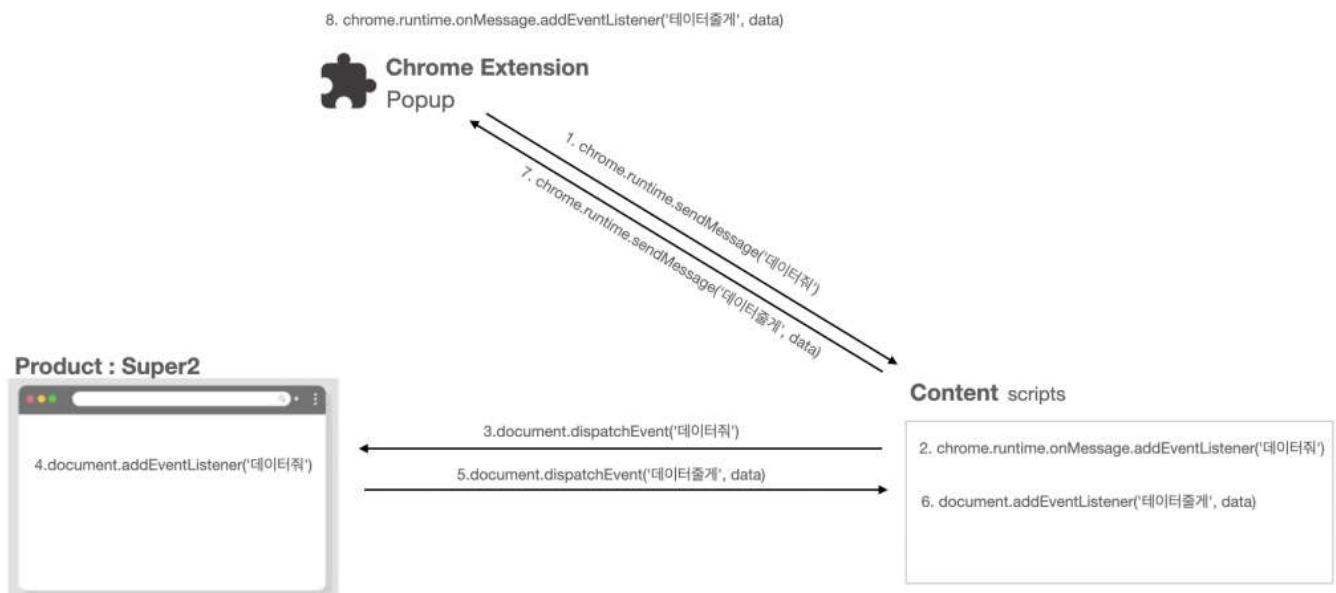 8. chrome.runtime.onMessage.addEventListener('테이터줄게', data)
Chrome Extension
Popup
1. chrome.runtime.sendMessage('데이터줘')
7. chrome.runtime.sendMessage('데이터줄게', data)
Product : Super2
4.document.addEventListener('데이터줘')
3.document.dispatchEvent('데이터줘')
5.document.dispatchEvent('데이터줄게', data)
Content scripts
2. chrome.runtime.onMessage.addEventListener('데이터줘')
6. document.addEventListener('테이터줄게', data)